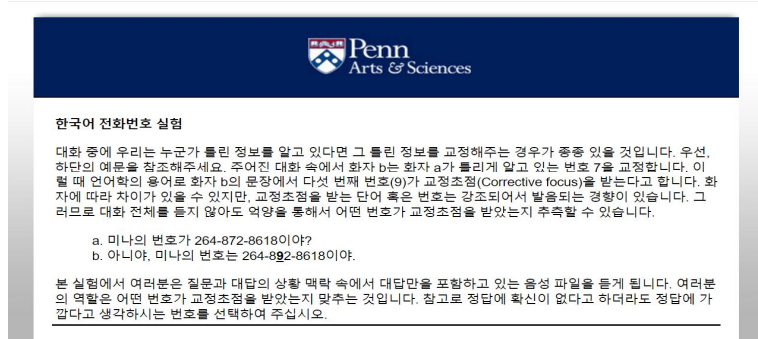 Penn
Arts & Sciences
한국어 전화번호 실험
대화 중에 우리는 누군가 틀린 정보를 알고 있다면 그 틀린 정보를 교정해주는 경우가 종종 있을 것입니다. 우선,
하단의 예문을 참조해주세요. 주어진 대화 속에서 화자 b는 화자 a가 틀리게 알고 있는 번호 7을 교정합니다. 이
럴 때 언어학의 용어로 화자 b의 문장에서 다섯 번째 번호(9)가 교정초점(Corrective focus)을 받는다고 합니다. 화
자에 따라 차이가 있을 수 있지만, 교정초점을 받는 단어 혹은 번호는 강조되어서 발음되는 경향이 있습니다. 그
러므로 대화 전체를 듣지 않아도 억양을 통해서 어떤 번호가 교정초점을 받았는지 추측할 수 있습니다.
a. 미나의 번호가 264-872-8618이야?
b. 아니야, 미나의 번호는 264-892-8618이야.
본 실험에서 여러분은 질문과 대답의 상황 맥락 속에서 대답만을 포함하고 있는 음성 파일을 듣게 됩니다. 여러분
의 역할은 어떤 번호가 교정초점을 받았는지 맞추는 것입니다. 참고로 정답에 확신이 없다고 하더라도 정답에 가
깝다고 생각하시는 번호를 선택하여 주십시오.